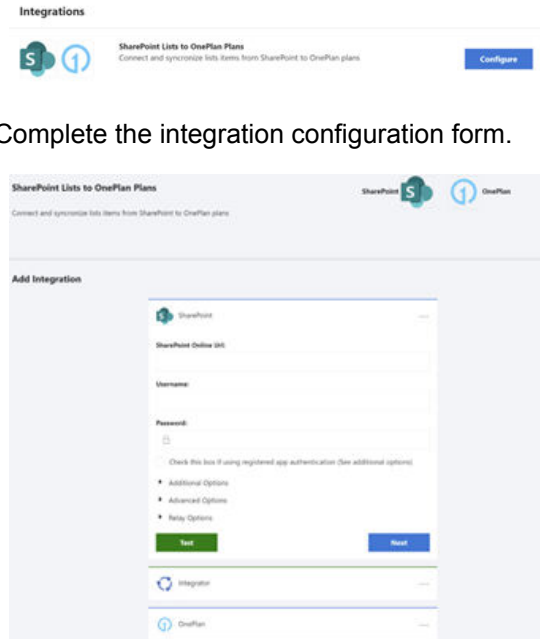 Integrations
SharePoint Lists to OnePlan Plans
Connect and syncronize lists items from SharePoint to OnePlan plans
Configure
Complete the integration configuration form.
SharePoint Lists to OnePlan Plans
SharePoint
OnePlan
Connect and syncronize lists items from SharePoint to OnePlan plans
Add Integration
SharePoint
SharePoint Online Url:
Username:
Password:
Check this box if using registered app authentication (See additional options)
Additional Options
Advanced Options
Relay Options
Test
Next
Integrator
OnePlan